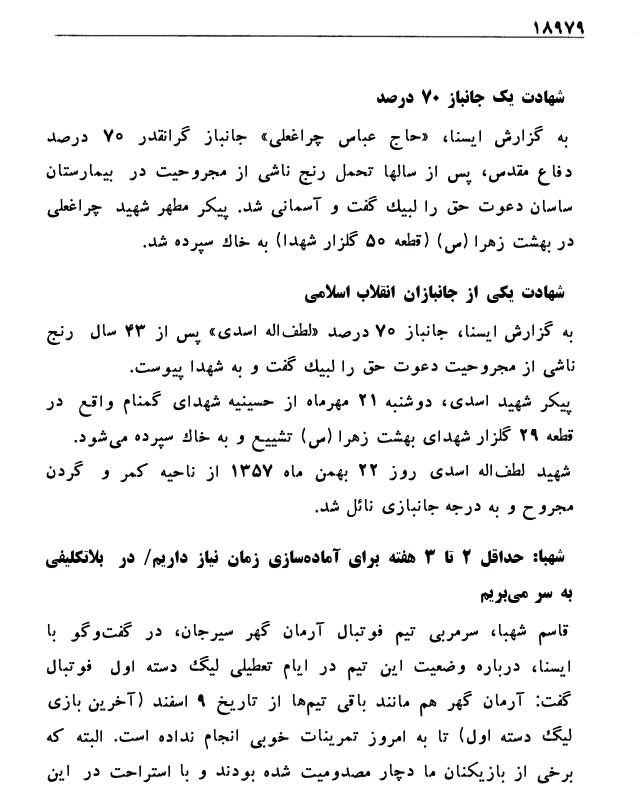 ۱۸۹۷۹
شهادت یک جانباز ۷۰ درصد
به گزارش ایسنا، «حاج عباس چراغعلی» جانباز گرانقدر ۷۰ درصد
دفاع مقدس، پس از سالها تحمل رنج ناشی از مجروحیت در بیمارستان
ساسان دعوت حق را لبیك گفت و آسمانی شد. پیکر مطهر شهید چراغعلی
در بهشت زهرا (س) (قطعه ۵۰ گلزار شهدا) به خاك سپرده شد.
شهادت یکی از جانبازان انقلاب اسلامی
به گزارش ایسنا، جانباز ۷۰ درصد «لطف‌اله اسدی» پس از ۴۳ سال رنج
ناشی از مجروحیت دعوت حق را لبیك گفت و به شهدا پیوست.
پیکر شهید اسدی، دوشنبه ۲۱ مهرماه از حسینیه شهدای گمنام واقع در
قطعه ۲۹ گلزار شهدای بهشت زهرا (س) تشییع و به خاك سپرده می‌شود.
شهید لطف‌اله اسدی روز ۲۲ بهمن ماه ۱۳۵۷ از ناحیه کمر و گردن
مجروح و به درجه جانبازی نائل شد.
شهبا: حداقل ۲ تا ۳ هفته برای آماده‌سازی زمان نیاز داریم/ در بلاتکلیفی
به سر می‌بریم
قاسم شهبا، سرمربی تیم فوتبال آرمان گهر سیرجان، در گفت‌وگو با
ایسنا، درباره وضعیت این تیم در ایام تعطیلی لیگ دسته اول فوتبال
گفت: آرمان گهر هم مانند باقی تیم‌ها از تاریخ ۹ اسفند (آخرین بازی
لیگ دسته اول) تا به امروز تمرینات خوبی انجام نداده است. البته که
برخی از بازیکنان ما دچار مصدومیت شده بودند و با استراحت در این